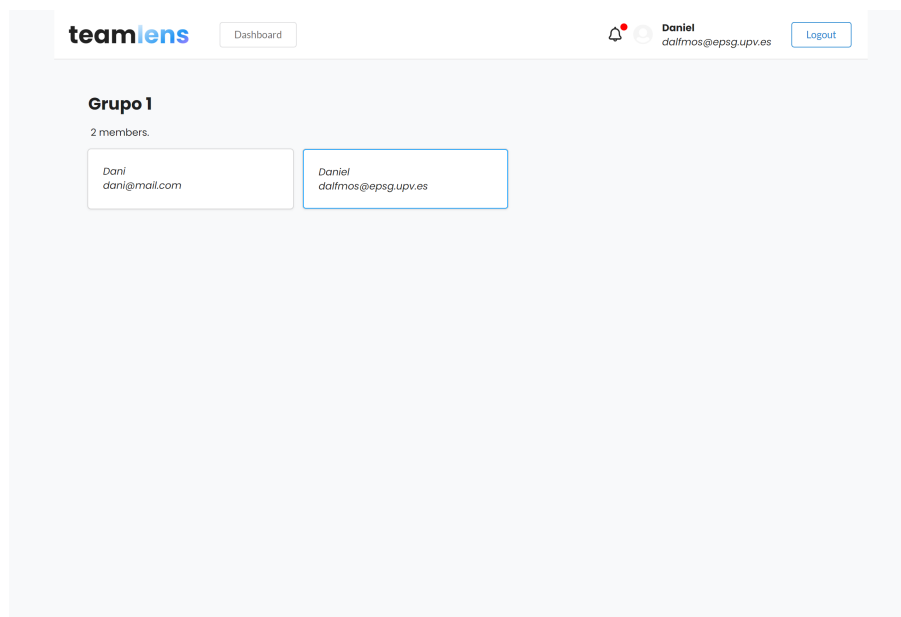 teamlens
Dashboard
Daniel
dalfmos@epsg.upv.es
Logout
Grupo 1
2 members.
Dani
dani@mail.com
Daniel
dalfmos@epsg.upv.es